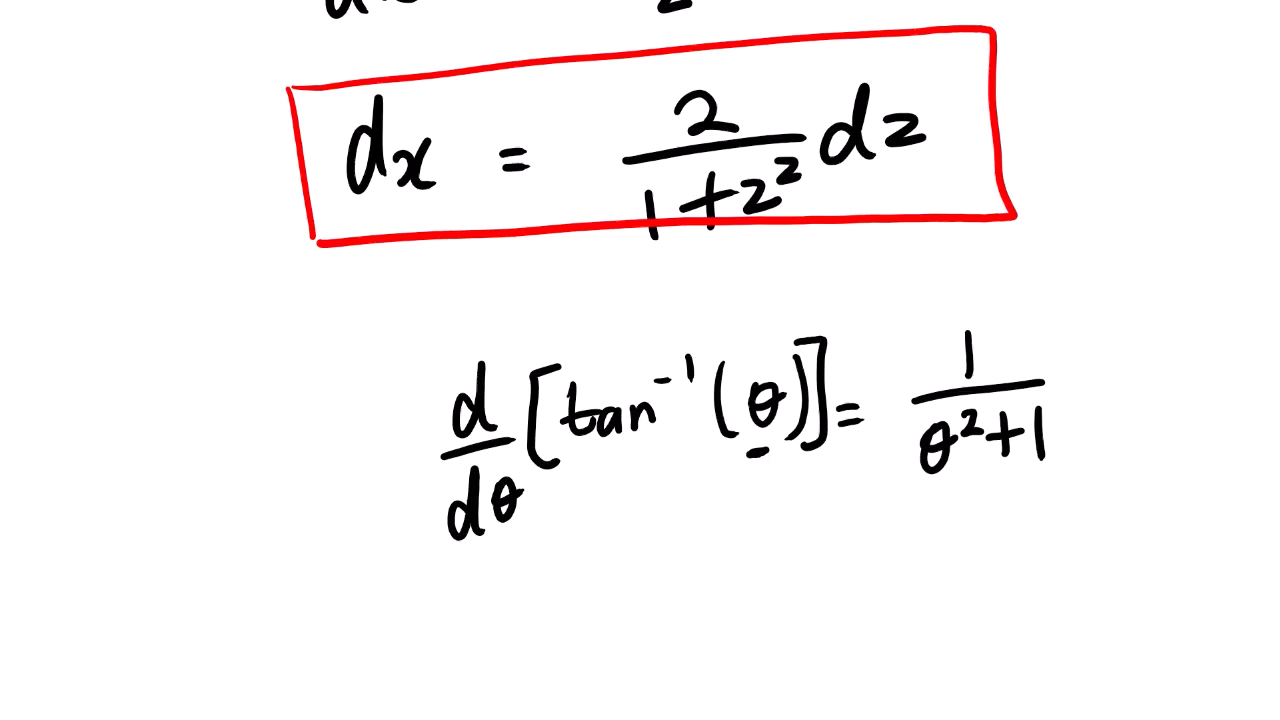 dx = 2/(1+z²) dz
d/dθ [tan⁻¹(θ)] = 1/(θ²+1)